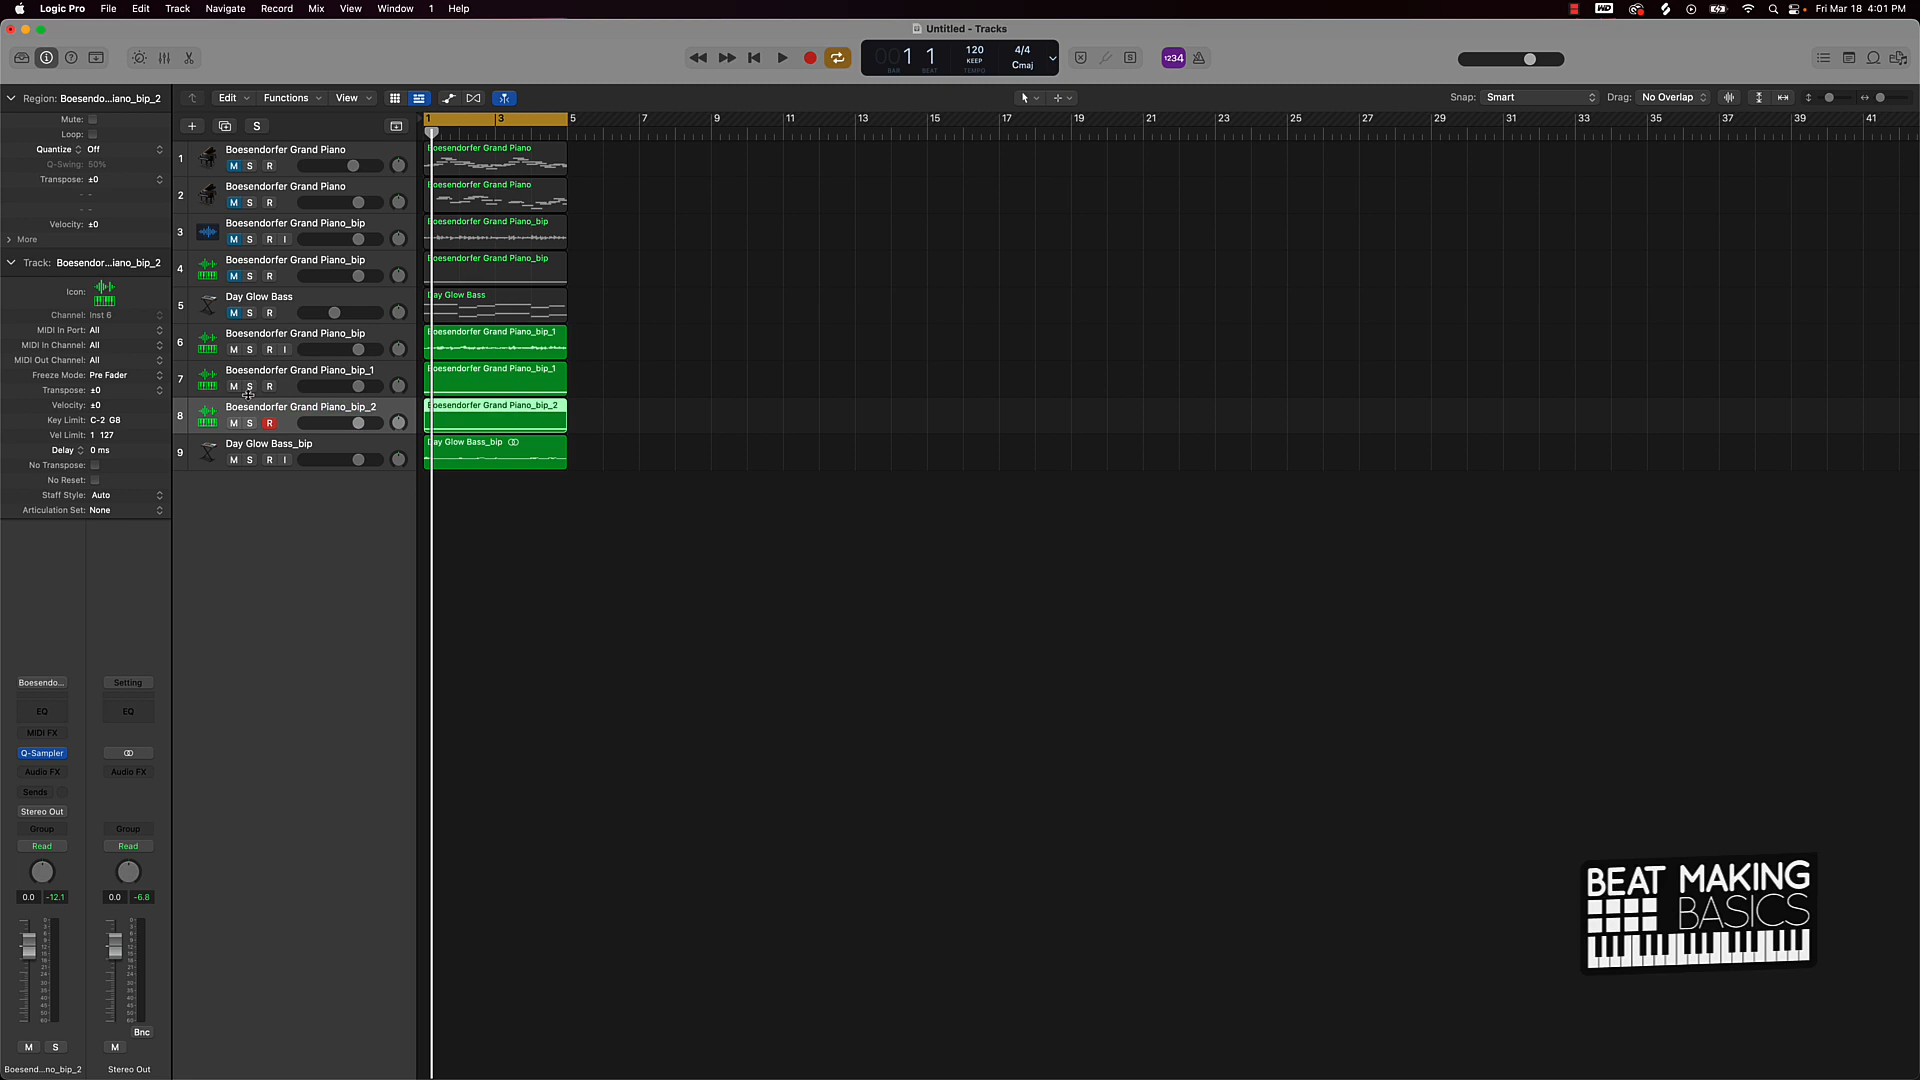 Logic Pro File Edit Track Navigate Record Mix View Window 1 Help
Fri Mar 18 4:01 PM
Untitled - Tracks
1 1
BAR BEAT
120
KEEP
TEMPO
4/4
Cmaj
1234
Region: Boesendo...iano_bip_2
Mute:
Loop:
Quantize Off
Q-Swing: 50%
Transpose: ±0
Velocity: ±0
More
Track: Boesendor...iano_bip_2
Icon:
Channel: Inst 6
MIDI In Port: All
MIDI In Channel: All
MIDI Out Channel: All
Freeze Mode: Pre Fader
Transpose: ±0
Velocity: ±0
Key Limit: C-2 G8
Vel Limit: 1 127
Delay 0 ms
No Transpose:
No Reset:
Staff Style: Auto
Articulation Set: None
Edit Functions View
Snap: Smart
Drag: No Overlap
S
1 3 5 7 9 11 13 15 17 19 21 23 25 27 29 31 33 35 37 39 41
1 Boesendorfer Grand Piano
M S R
Boesendorfer Grand Piano
2 Boesendorfer Grand Piano
M S R
Boesendorfer Grand Piano
3 Boesendorfer Grand Piano_bip
M S R I
Boesendorfer Grand Piano_bip
4 Boesendorfer Grand Piano_bip
M S R
Boesendorfer Grand Piano_bip
5 Day Glow Bass
M S R
Day Glow Bass
6 Boesendorfer Grand Piano_bip
M S R I
Boesendorfer Grand Piano_bip_1
7 Boesendorfer Grand Piano_bip_1
M S R
Boesendorfer Grand Piano_bip_1
8 Boesendorfer Grand Piano_bip_2
M S R
Boesendorfer Grand Piano_bip_2
9 Day Glow Bass_bip
M S R I
Day Glow Bass_bip
Boesendo... Setting
EQ EQ
MIDI FX
Q-Sampler
Audio FX Audio FX
Sends
Stereo Out
Group Group
Read Read
0.0 -12.1 0.0 -6.8
Bnc
M S M
Boesend...no_bip_2 Stereo Out
BEAT MAKING
BASICS